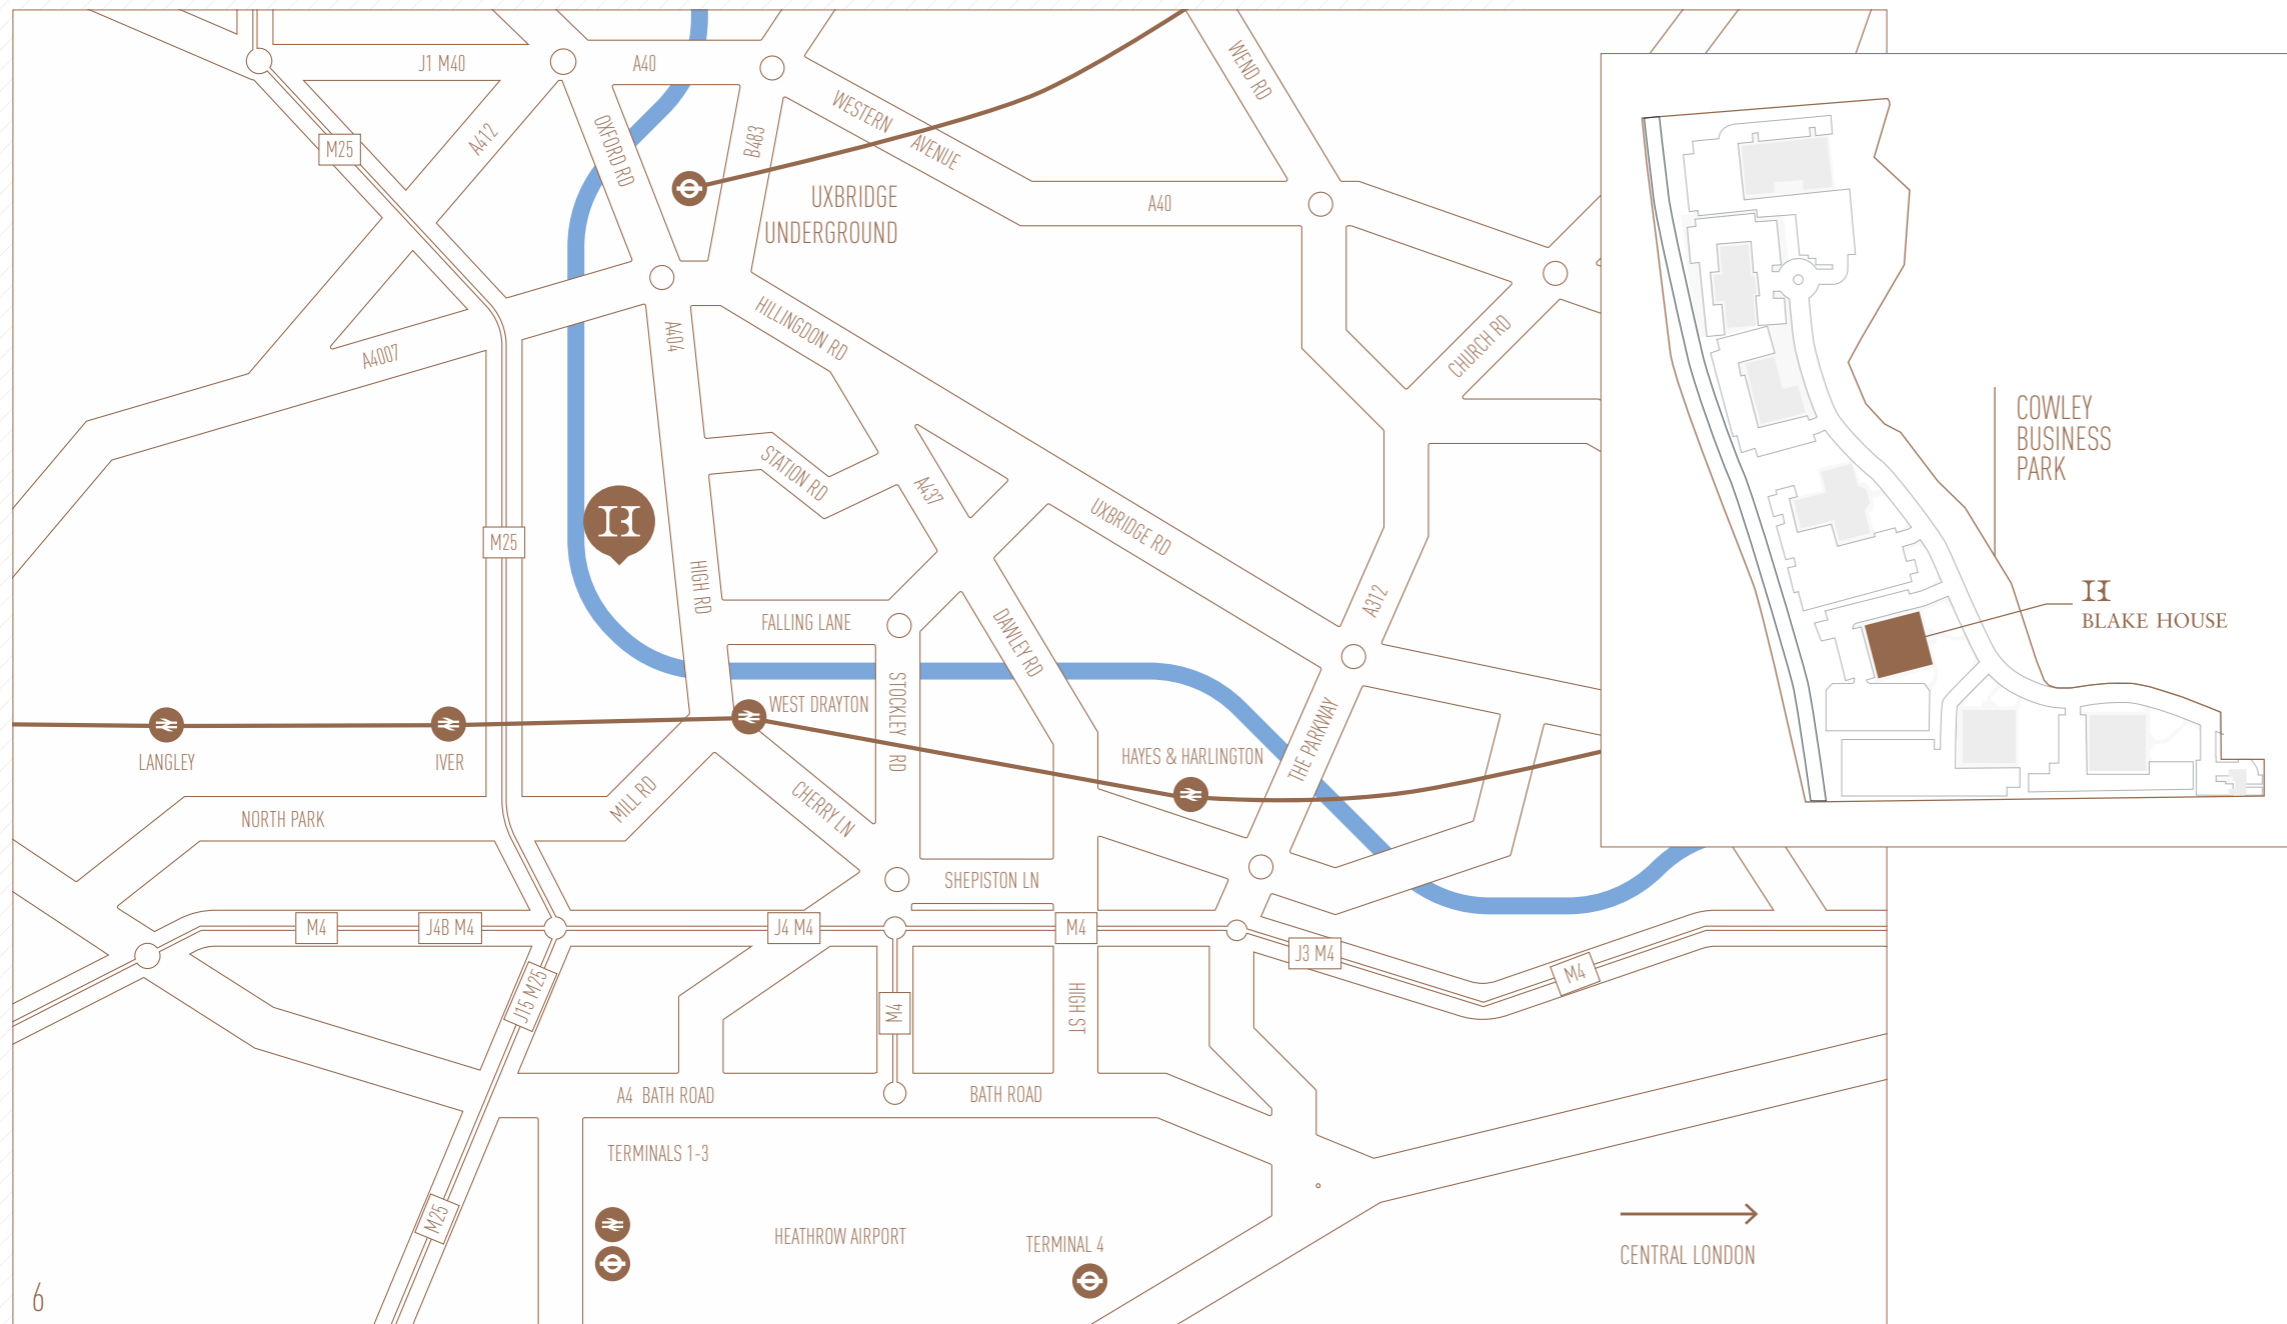 J1 M40
A40
M25
A412
OXFORD RD
B483
WESTERN
AVENUE
WEND RD
UXBRIDGE
UNDERGROUND
A40
A4007
A404
HILLINGDON RD
CHURCH RD
COWLEY
BUSINESS
PARK
STATION RD
A437
UXBRIDGE RD
M25
HIGH RD
A312
FALLING LANE
DAWLEY RD
BLAKE HOUSE
STOCKLEY RD
WEST DRAYTON
THE PARKWAY
LANGLEY
IVER
HAYES & HARLINGTON
NORTH PARK
MILL RD
CHERRY LN
SHEPISTON LN
M4
J4B M4
J4 M4
M4
J3 M4
M4
J15 M25
M4
HIGH ST
A4 BATH ROAD
BATH ROAD
TERMINALS 1-3
M25
HEATHROW AIRPORT
TERMINAL 4
CENTRAL LONDON
6